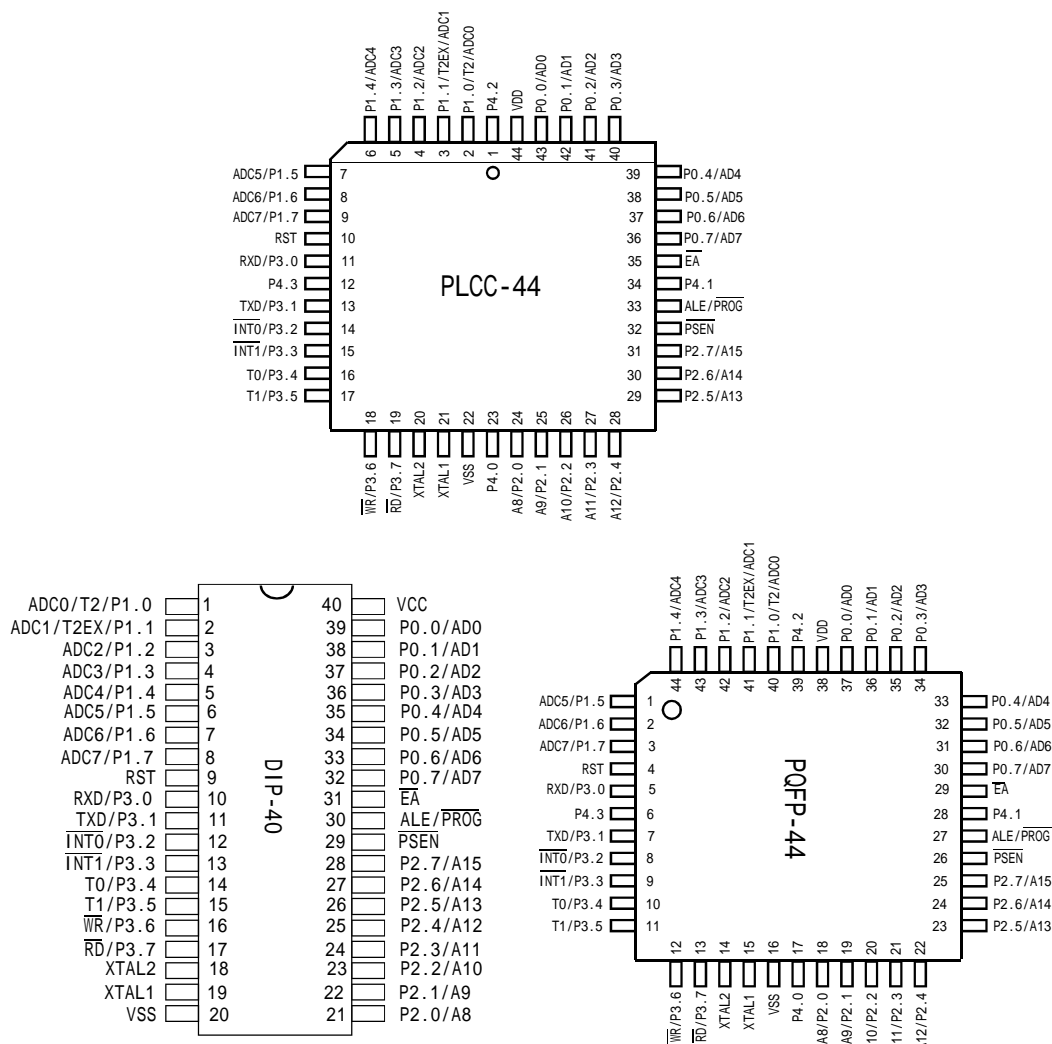 P1.4/ADC4
P1.3/ADC3
P1.2/ADC2
P1.1/T2EX/ADC1
P1.0/T2/ADC0
P4.2
VDD
P0.0/AD0
P0.1/AD1
P0.2/AD2
P0.3/AD3
6 5 4 3 2 1 44 43 42 41 40
ADC5/P1.5 7 39 P0.4/AD4
ADC6/P1.6 8 38 P0.5/AD5
ADC7/P1.7 9 37 P0.6/AD6
RST 10 36 P0.7/AD7
RXD/P3.0 11 35 EA
P4.3 12 34 P4.1
PLCC-44
TXD/P3.1 13 33 ALE/PROG
INT0/P3.2 14 32 PSEN
INT1/P3.3 15 31 P2.7/A15
T0/P3.4 16 30 P2.6/A14
T1/P3.5 17 29 P2.5/A13
18 19 20 21 22 23 24 25 26 27 28
WR/P3.6
RD/P3.7
XTAL2
XTAL1
VSS
P4.0
A8/P2.0
A9/P2.1
A10/P2.2
A11/P2.3
A12/P2.4
ADC0/T2/P1.0 1 40 VCC
ADC1/T2EX/P1.1 2 39 P0.0/AD0
ADC2/P1.2 3 38 P0.1/AD1
ADC3/P1.3 4 37 P0.2/AD2
ADC4/P1.4 5 36 P0.3/AD3
ADC5/P1.5 6 35 P0.4/AD4
ADC6/P1.6 7 34 P0.5/AD5
ADC7/P1.7 8 33 P0.6/AD6
RST 9 32 P0.7/AD7
RXD/P3.0 10 31 EA
TXD/P3.1 11 30 ALE/PROG
INT0/P3.2 12 29 PSEN
INT1/P3.3 13 28 P2.7/A15
T0/P3.4 14 27 P2.6/A14
T1/P3.5 15 26 P2.5/A13
WR/P3.6 16 25 P2.4/A12
RD/P3.7 17 24 P2.3/A11
XTAL2 18 23 P2.2/A10
XTAL1 19 22 P2.1/A9
VSS 20 21 P2.0/A8
DIP-40
P1.4/ADC4
P1.3/ADC3
P1.2/ADC2
P1.1/T2EX/ADC1
P1.0/T2/ADC0
P4.2
VDD
P0.0/AD0
P0.1/AD1
P0.2/AD2
P0.3/AD3
44 43 42 41 40 39 38 37 36 35 34
ADC5/P1.5 1 33 P0.4/AD4
ADC6/P1.6 2 32 P0.5/AD5
ADC7/P1.7 3 31 P0.6/AD6
RST 4 30 P0.7/AD7
RXD/P3.0 5 29 EA
P4.3 6 28 P4.1
TXD/P3.1 7 27 ALE/PROG
INT0/P3.2 8 26 PSEN
INT1/P3.3 9 25 P2.7/A15
T0/P3.4 10 24 P2.6/A14
T1/P3.5 11 23 P2.5/A13
PQFP-44
12 13 14 15 16 17 18 19 20 21 22
WR/P3.6
RD/P3.7
XTAL2
XTAL1
VSS
P4.0
A8/P2.0
A9/P2.1
10/P2.2
11/P2.3
12/P2.4